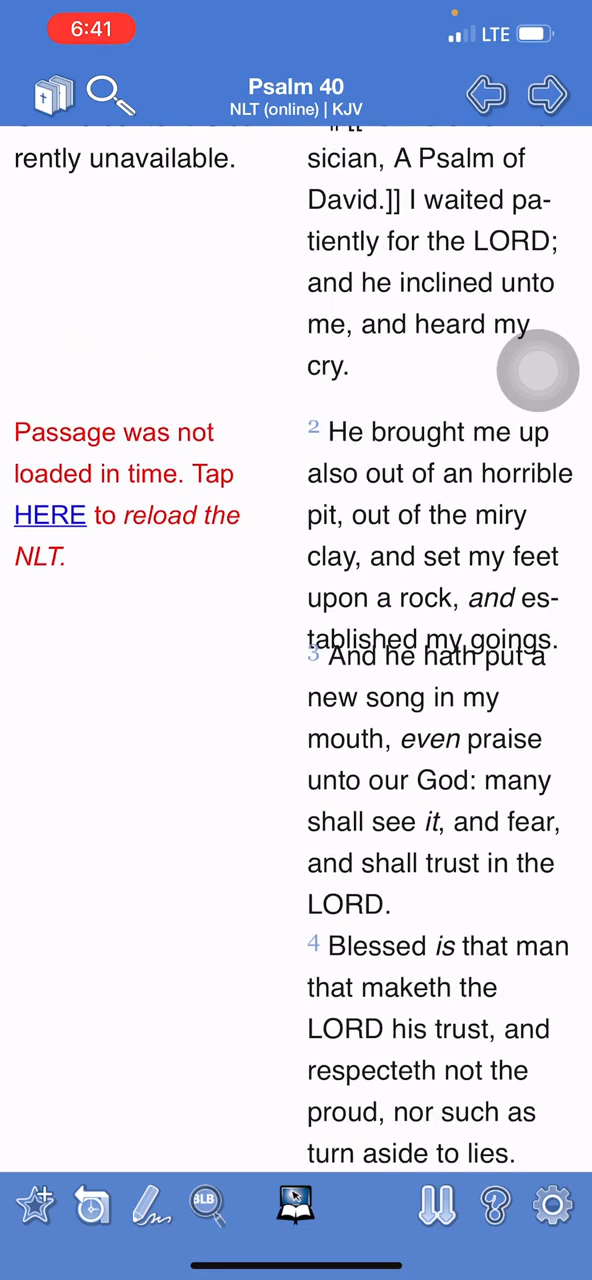 6:41
LTE
Psalm 40
NLT (online) | KJV
rently unavailable.
sician, A Psalm of
David.]] I waited pa-
tiently for the LORD;
and he inclined unto
me, and heard my
cry.
Passage was not
loaded in time. Tap
HERE to reload the
NLT.
2 He brought me up
also out of an horrible
pit, out of the miry
clay, and set my feet
upon a rock, and es-
tablished my goings.
3 And he hath put a
new song in my
mouth, even praise
unto our God: many
shall see it, and fear,
and shall trust in the
LORD.
4 Blessed is that man
that maketh the
LORD his trust, and
respecteth not the
proud, nor such as
turn aside to lies.
BLB